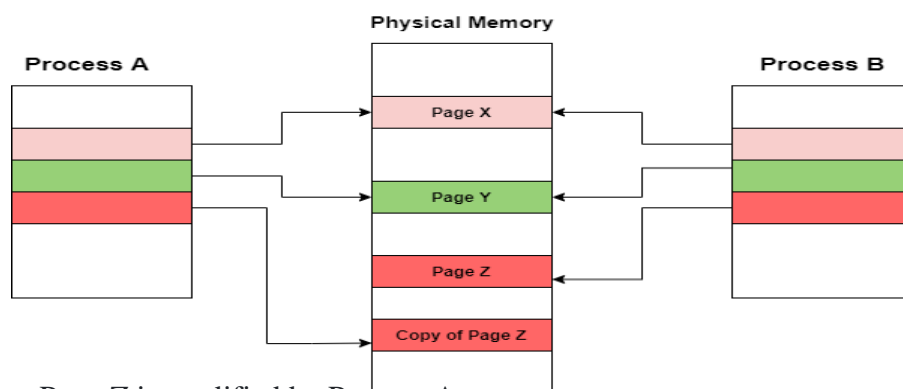 Physical Memory
Process A
Process B
Page X
Page Y
Page Z
Copy of Page Z